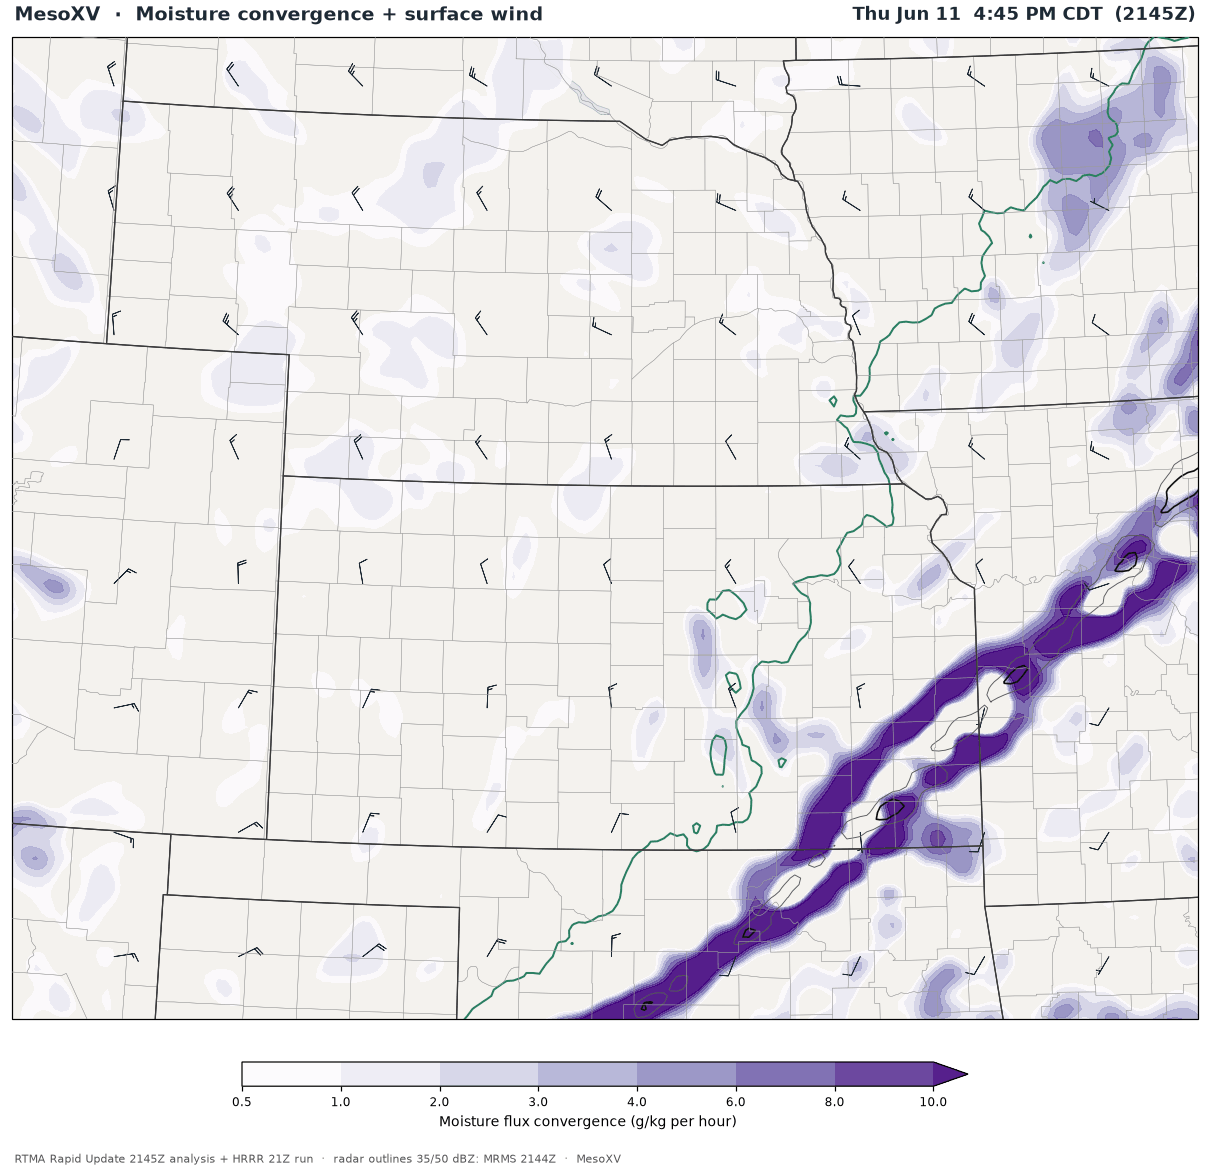 MesoXV · Moisture convergence + surface wind
Thu Jun 11 4:45 PM CDT (2145Z)
0.5 1.0 2.0 3.0 4.0 6.0 8.0 10.0
Moisture flux convergence (g/kg per hour)
RTMA Rapid Update 2145Z analysis + HRRR 21Z run · radar outlines 35/50 dBZ: MRMS 2144Z · MesoXV